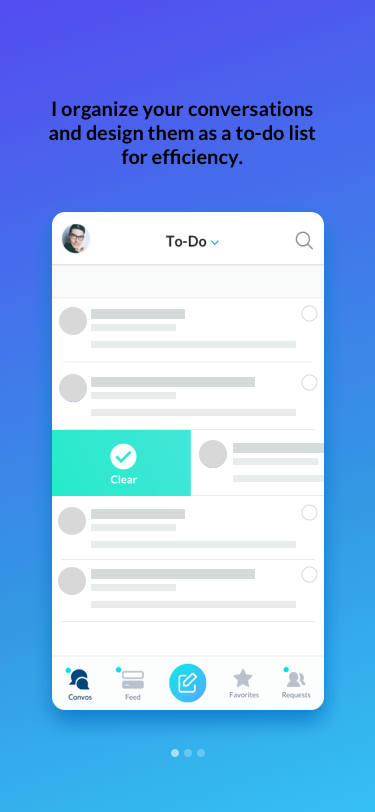 I organize your conversations
and design them as a to-do list
for efficiency.
To-Do
Clear
Convos
Feed
Favorites
Requests